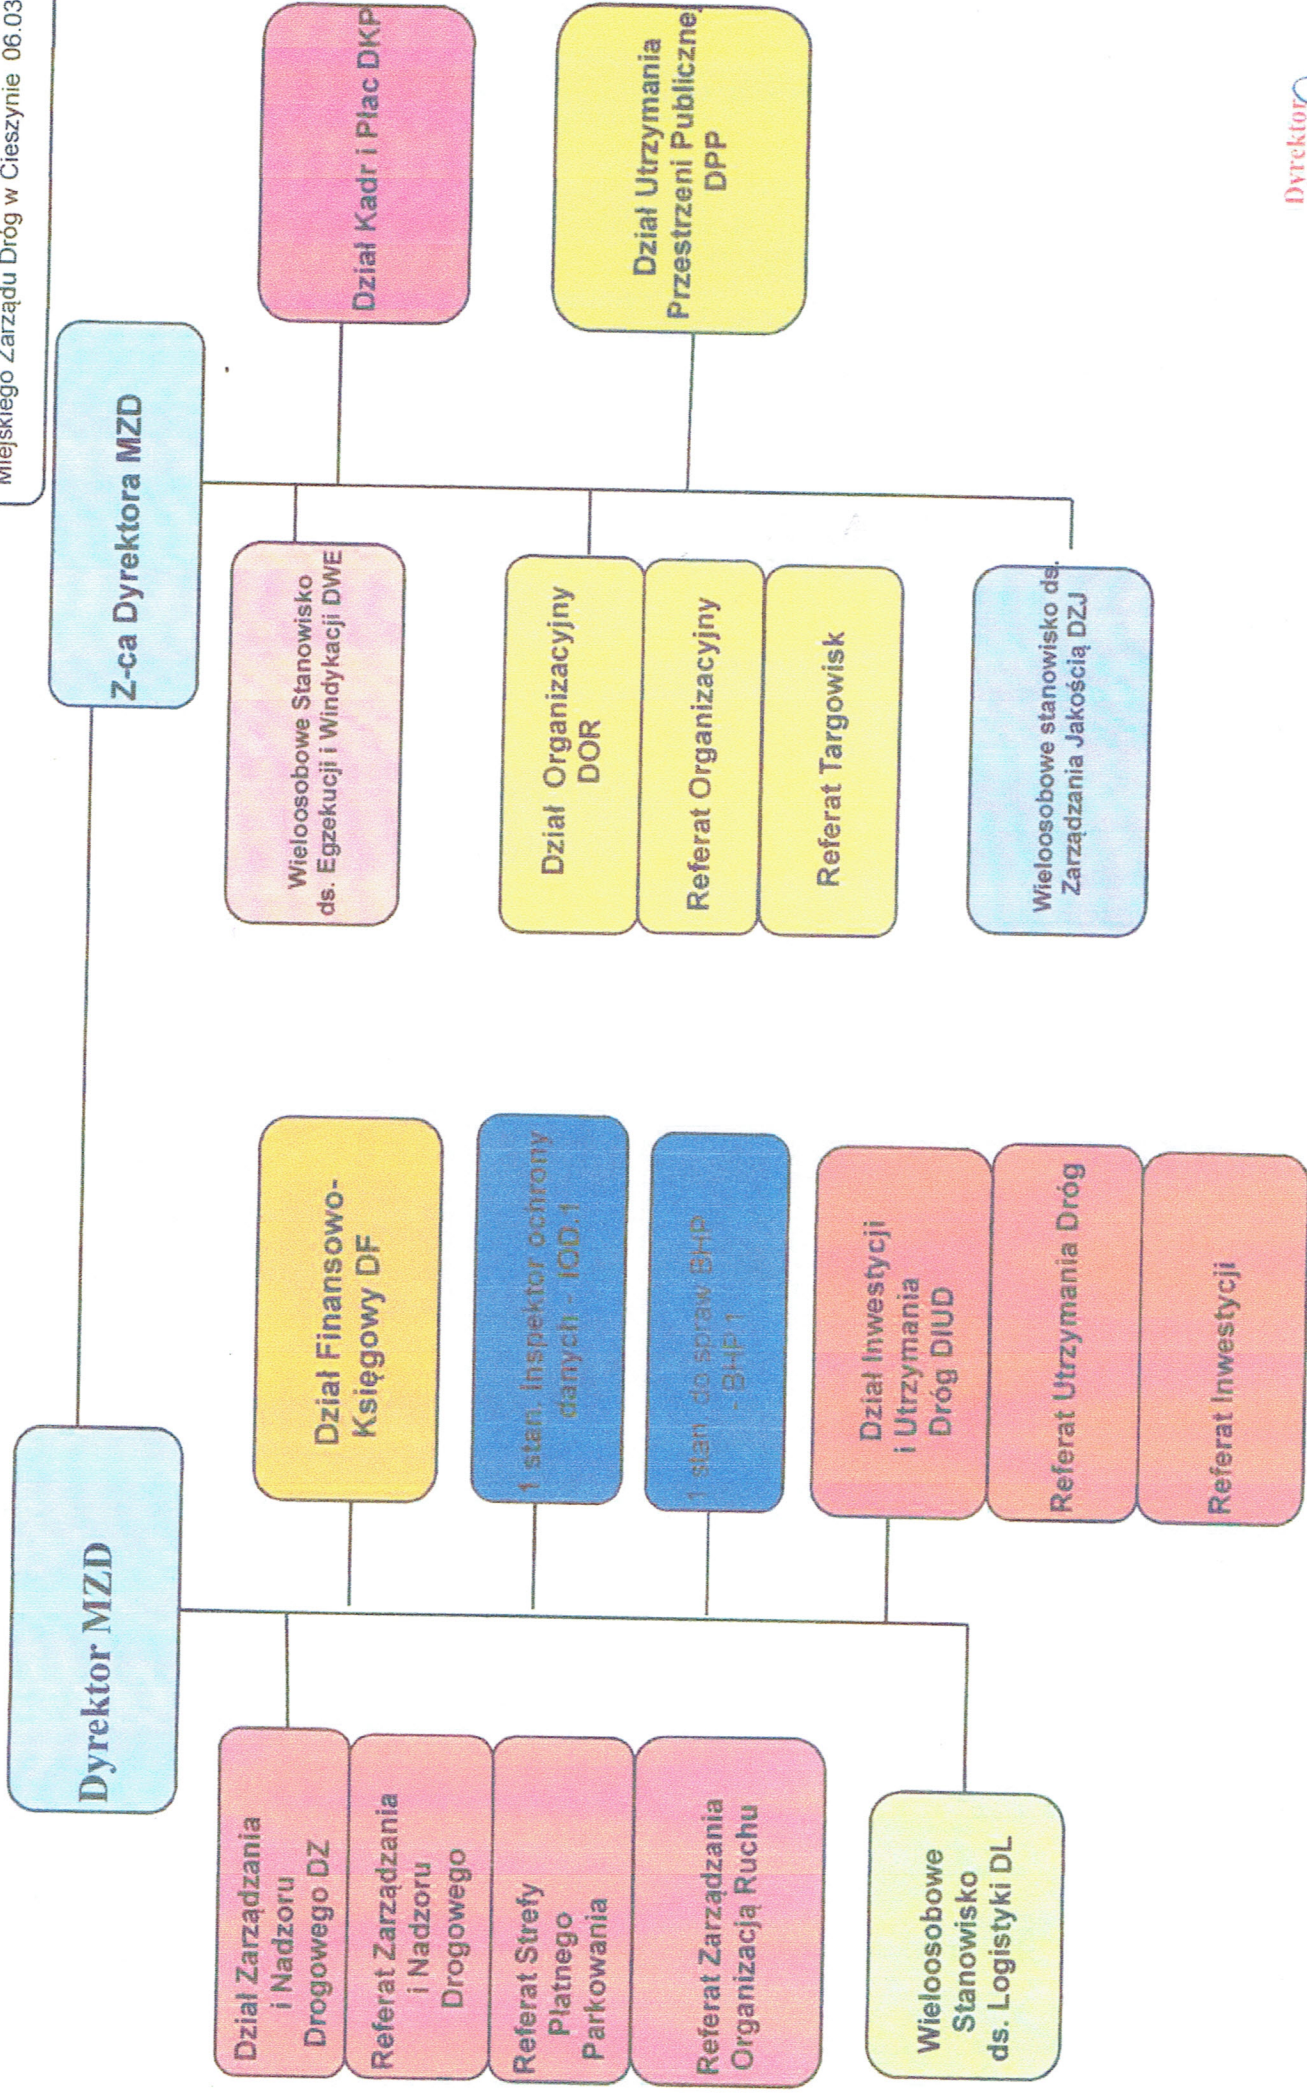 Miejskiego Zarządu Dróg w Cieszynie 06.03
Dyrektor MZD
Z-ca Dyrektora MZD
Dział Zarządzania
i Nadzoru
Drogowego DZ
Referat Zarządzania
i Nadzoru
Drogowego
Referat Strefy
Płatnego
Parkowania
Referat Zarządzania
Organizacją Ruchu
Wieloosobowe
Stanowisko
ds. Logistyki DL
Dział Finansowo-
Księgowy DF
1 stan. Inspektor ochrony
danych - IOD.1
1 stan do spraw BHP
- BHP1
Dział Inwestycji
i Utrzymania
Dróg DIUD
Referat Utrzymania Dróg
Referat Inwestycji
Wieloosobowe Stanowisko
ds. Egzekucji i Windykacji DWE
Dział Organizacyjny
DOR
Referat Organizacyjny
Referat Targowisk
Wieloosobowe stanowisko ds.
Zarządzania Jakością DZJ
Dział Kadr i Płac DKP
Dział Utrzymania
Przestrzeni Publicznej
DPP
Dyrektor